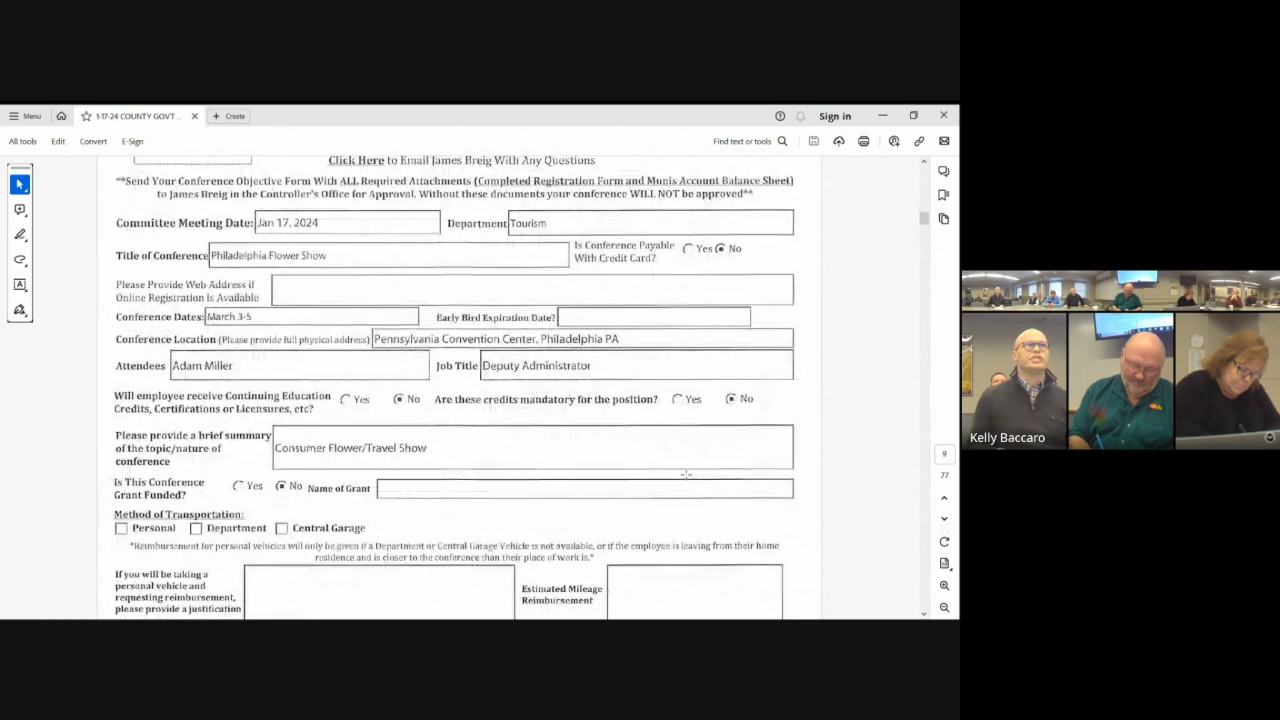 Menu
1-17-24 COUNTY GOVT ...
Create
Sign in
All tools Edit Convert E-Sign
Find text or tools
Click Here to Email James Breig With Any Questions
**Send Your Conference Objective Form With ALL Required Attachments (Completed Registration Form and Munis Account Balance Sheet)
to James Breig in the Controller's Office for Approval. Without these documents your conference WILL NOT be approved**
Committee Meeting Date: Jan 17, 2024 Department Tourism
Title of Conference Philadelphia Flower Show Is Conference Payable With Credit Card? Yes No
Please Provide Web Address if
Online Registration is Available
Conference Dates: March 3-5 Early Bird Expiration Date?
Conference Location (Please provide full physical address) Pennsylvania Convention Center, Philadelphia PA
Attendees Adam Miller Job Title Deputy Administrator
Will employee receive Continuing Education
Credits, Certifications or Licensures, etc? Yes No Are these credits mandatory for the position? Yes No
Please provide a brief summary
of the topic/nature of
conference
Consumer Flower/Travel Show
Is This Conference
Grant Funded? Yes No Name of Grant
Method of Transportation:
Personal Department Central Garage
*Reimbursement for personal vehicles will only be given if a Department or Central Garage Vehicle is not available, or if the employee is leaving from their home
residence and is closer to the conference than their place of work is.*
If you will be taking a
personal vehicle and
requesting reimbursement,
please provide a justification
Estimated Mileage
Reimbursement
9
77
Kelly Baccaro